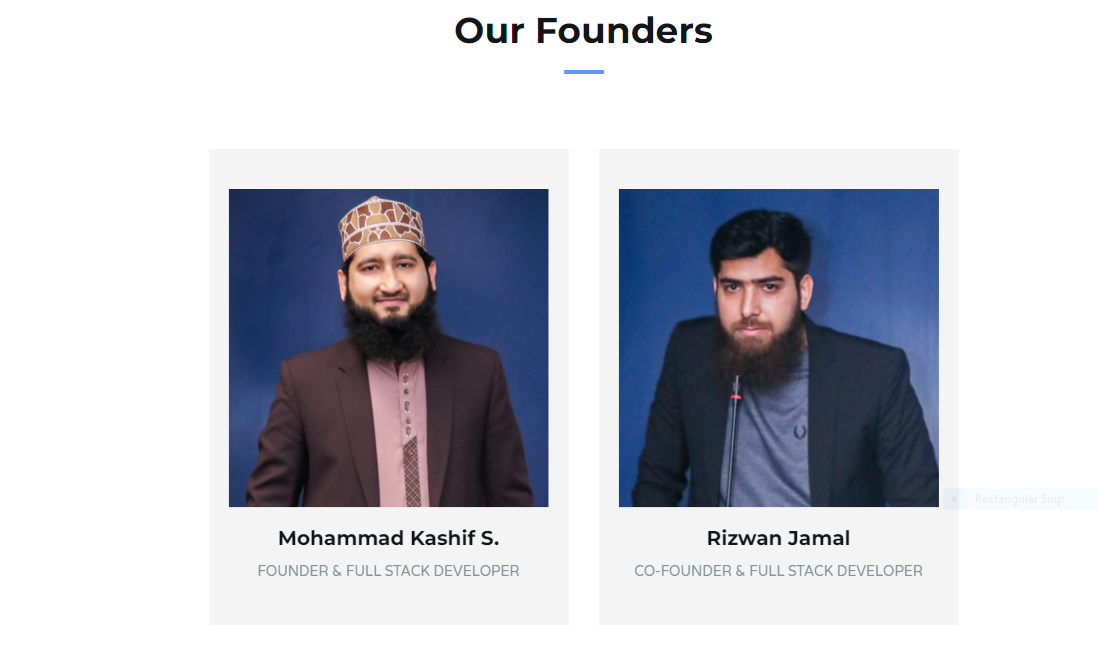 Our Founders
Mohammad Kashif S.
FOUNDER & FULL STACK DEVELOPER
Rizwan Jamal
CO-FOUNDER & FULL STACK DEVELOPER
Rectangular Snip